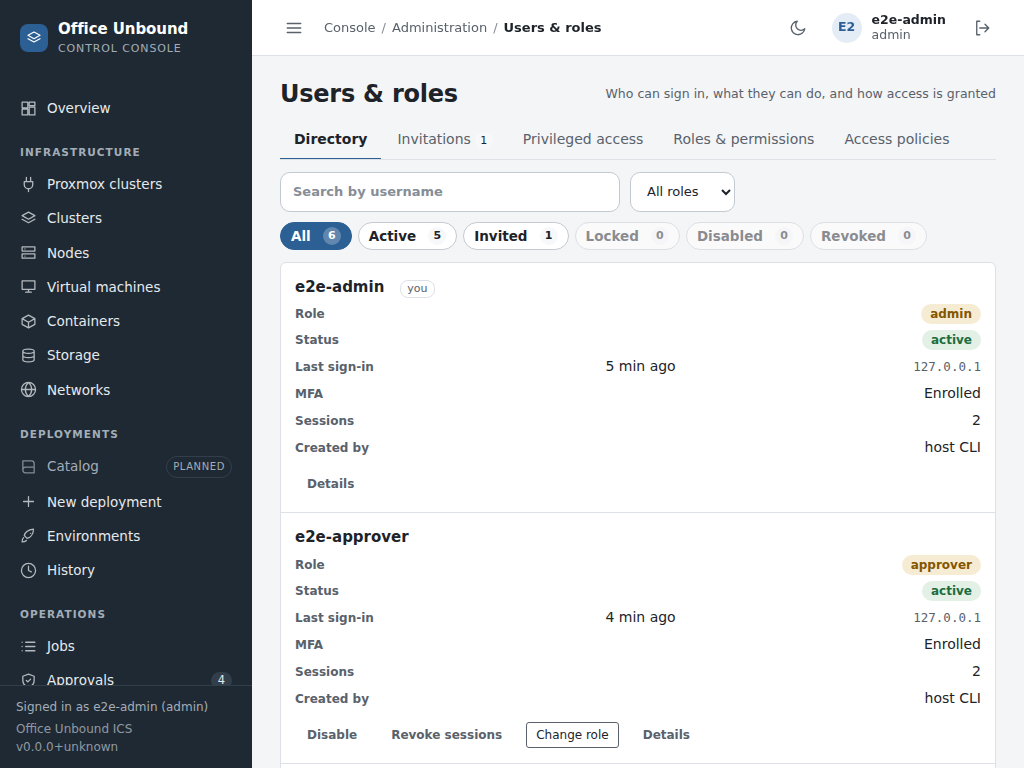 Office Unbound
CONTROL CONSOLE
Overview
INFRASTRUCTURE
Proxmox clusters
Clusters
Nodes
Virtual machines
Containers
Storage
Networks
DEPLOYMENTS
Catalog PLANNED
New deployment
Environments
History
OPERATIONS
Jobs
Approvals 4
Signed in as e2e-admin (admin)
Office Unbound ICS
v0.0.0+unknown
Console / Administration / Users & roles
E2 e2e-admin
admin
Users & roles
Who can sign in, what they can do, and how access is granted
Directory Invitations 1 Privileged access Roles & permissions Access policies
Search by username All roles
All 6 Active 5 Invited 1 Locked 0 Disabled 0 Revoked 0
e2e-admin you
Role admin
Status active
Last sign-in 5 min ago 127.0.0.1
MFA Enrolled
Sessions 2
Created by host CLI
Details
e2e-approver
Role approver
Status active
Last sign-in 4 min ago 127.0.0.1
MFA Enrolled
Sessions 2
Created by host CLI
Disable Revoke sessions Change role Details